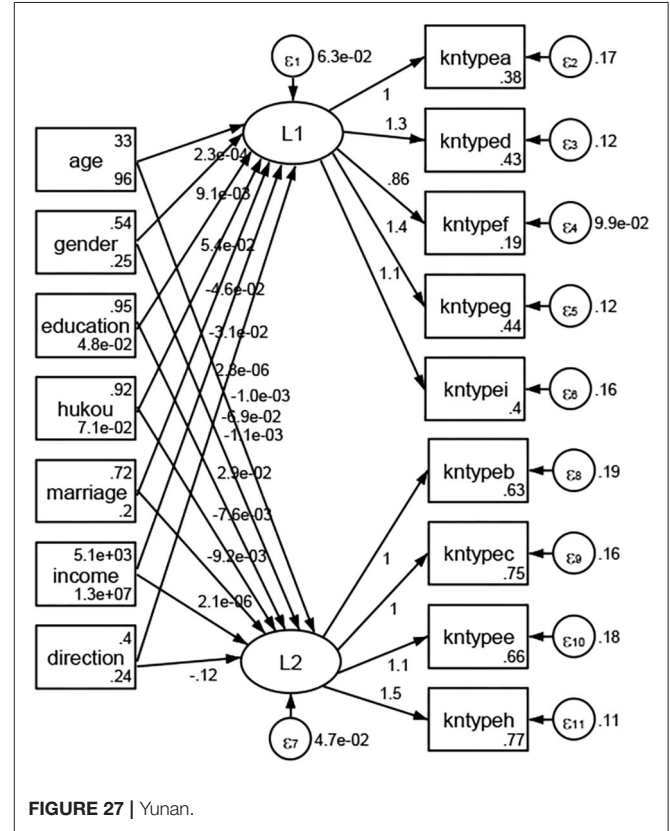 ε1
6.3e-02
L1
33
age
96
.54
gender
.25
.95
education
4.8e-02
.92
hukou
7.1e-02
.72
marriage
.2
5.1e+03
income
1.3e+07
.4
direction
.24
2.3e-04
9.1e-03
5.4e-02
-4.6e-02
-3.1e-02
2.8e-06
-1.0e-03
-6.9e-02
-1.1e-03
2.9e-02
-7.6e-03
-9.2e-03
2.1e-06
-.12
L2
ε7
4.7e-02
1
1.3
.86
1.4
1.1
kntypea
.38
ε2
.17
kntyped
.43
ε3
.12
kntypef
.19
ε4
9.9e-02
kntypeg
.44
ε5
.12
kntypei
.4
ε6
.16
1
1
1.1
1.5
kntypeb
.63
ε8
.19
kntypec
.75
ε9
.16
kntypee
.66
ε10
.18
kntypeh
.77
ε11
.11
FIGURE 27 | Yunan.